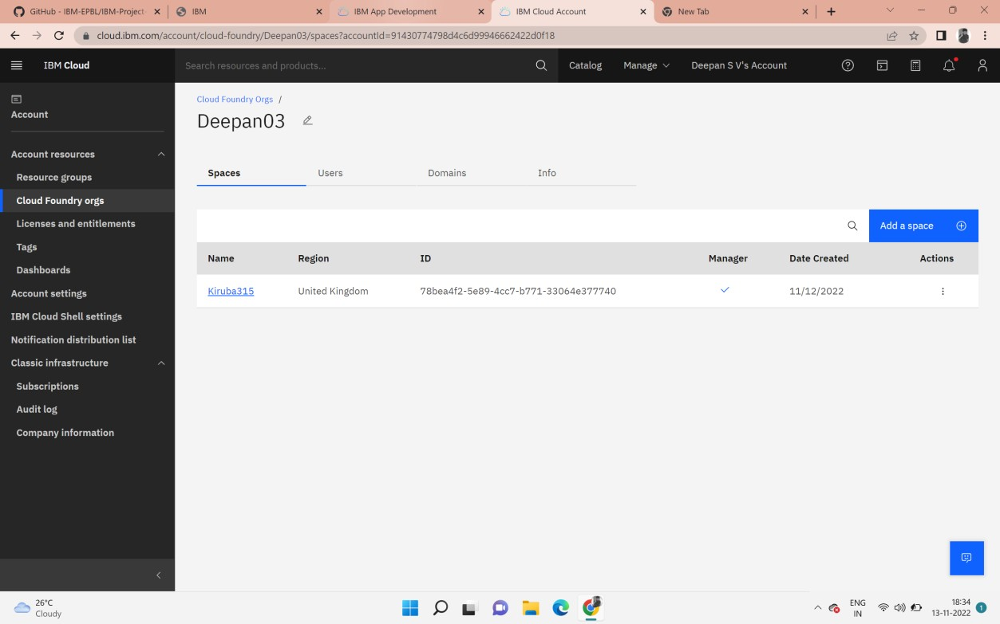 GitHub - IBM-EPBL/IBM-Project
IBM
IBM App Development
IBM Cloud Account
New Tab
cloud.ibm.com/account/cloud-foundry/Deepan03/spaces?accountId=91430774798d4c6d99946662422d0f18
IBM Cloud
Search resources and products...
Catalog
Manage
Deepan S V's Account
Account
Account resources
Resource groups
Cloud Foundry orgs
Licenses and entitlements
Tags
Dashboards
Account settings
IBM Cloud Shell settings
Notification distribution list
Classic infrastructure
Subscriptions
Audit log
Company information
Cloud Foundry Orgs /
Deepan03
Spaces Users Domains Info
Add a space
Name Region ID Manager Date Created Actions
Kiruba315 United Kingdom 78bea4f2-5e89-4cc7-b771-33064e377740 11/12/2022
26°C
Cloudy
ENG
IN
18:34
13-11-2022
1